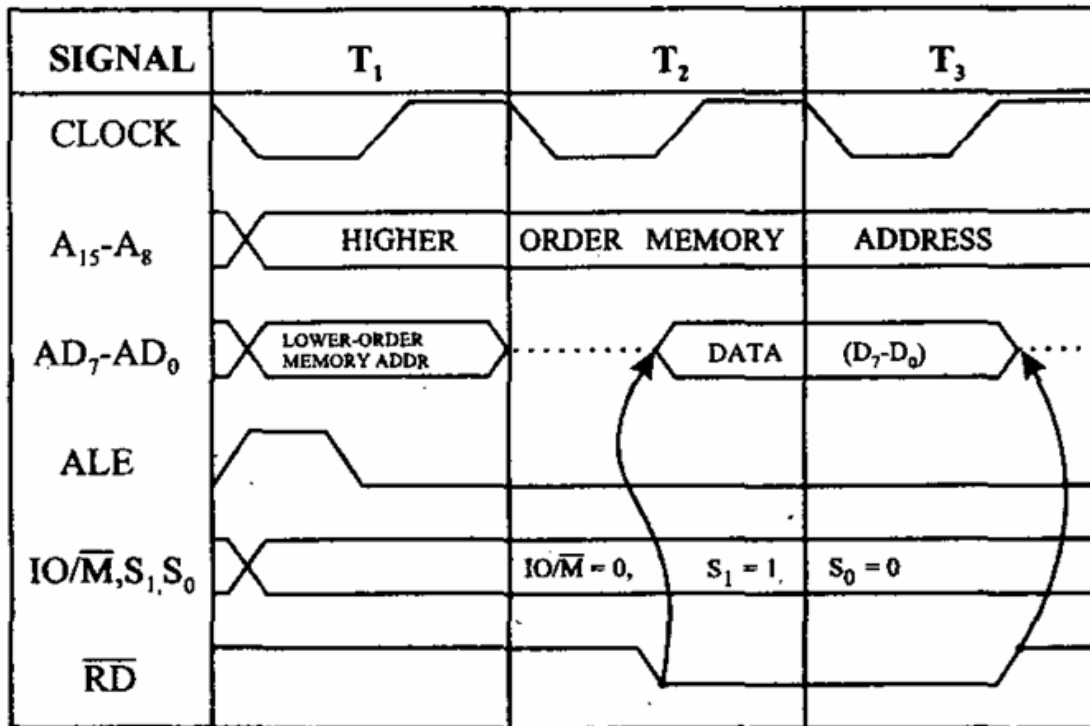 SIGNAL T₁ T₂ T₃
CLOCK
A₁₅-A₈ HIGHER ORDER MEMORY ADDRESS
AD₇-AD₀ LOWER-ORDER MEMORY ADDR DATA (D₇-D₀)
ALE
IO/M̅,S₁,S₀ IO/M̅ = 0, S₁ = 1, S₀ = 0
R̅D̅